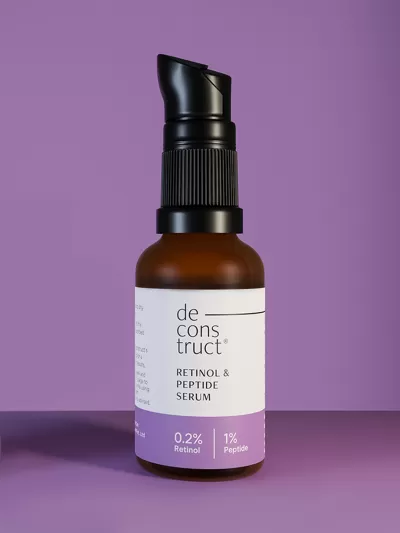 de
cons
truct®
RETINOL &
PEPTIDE
SERUM
0.2% 1%
Retinol Peptide